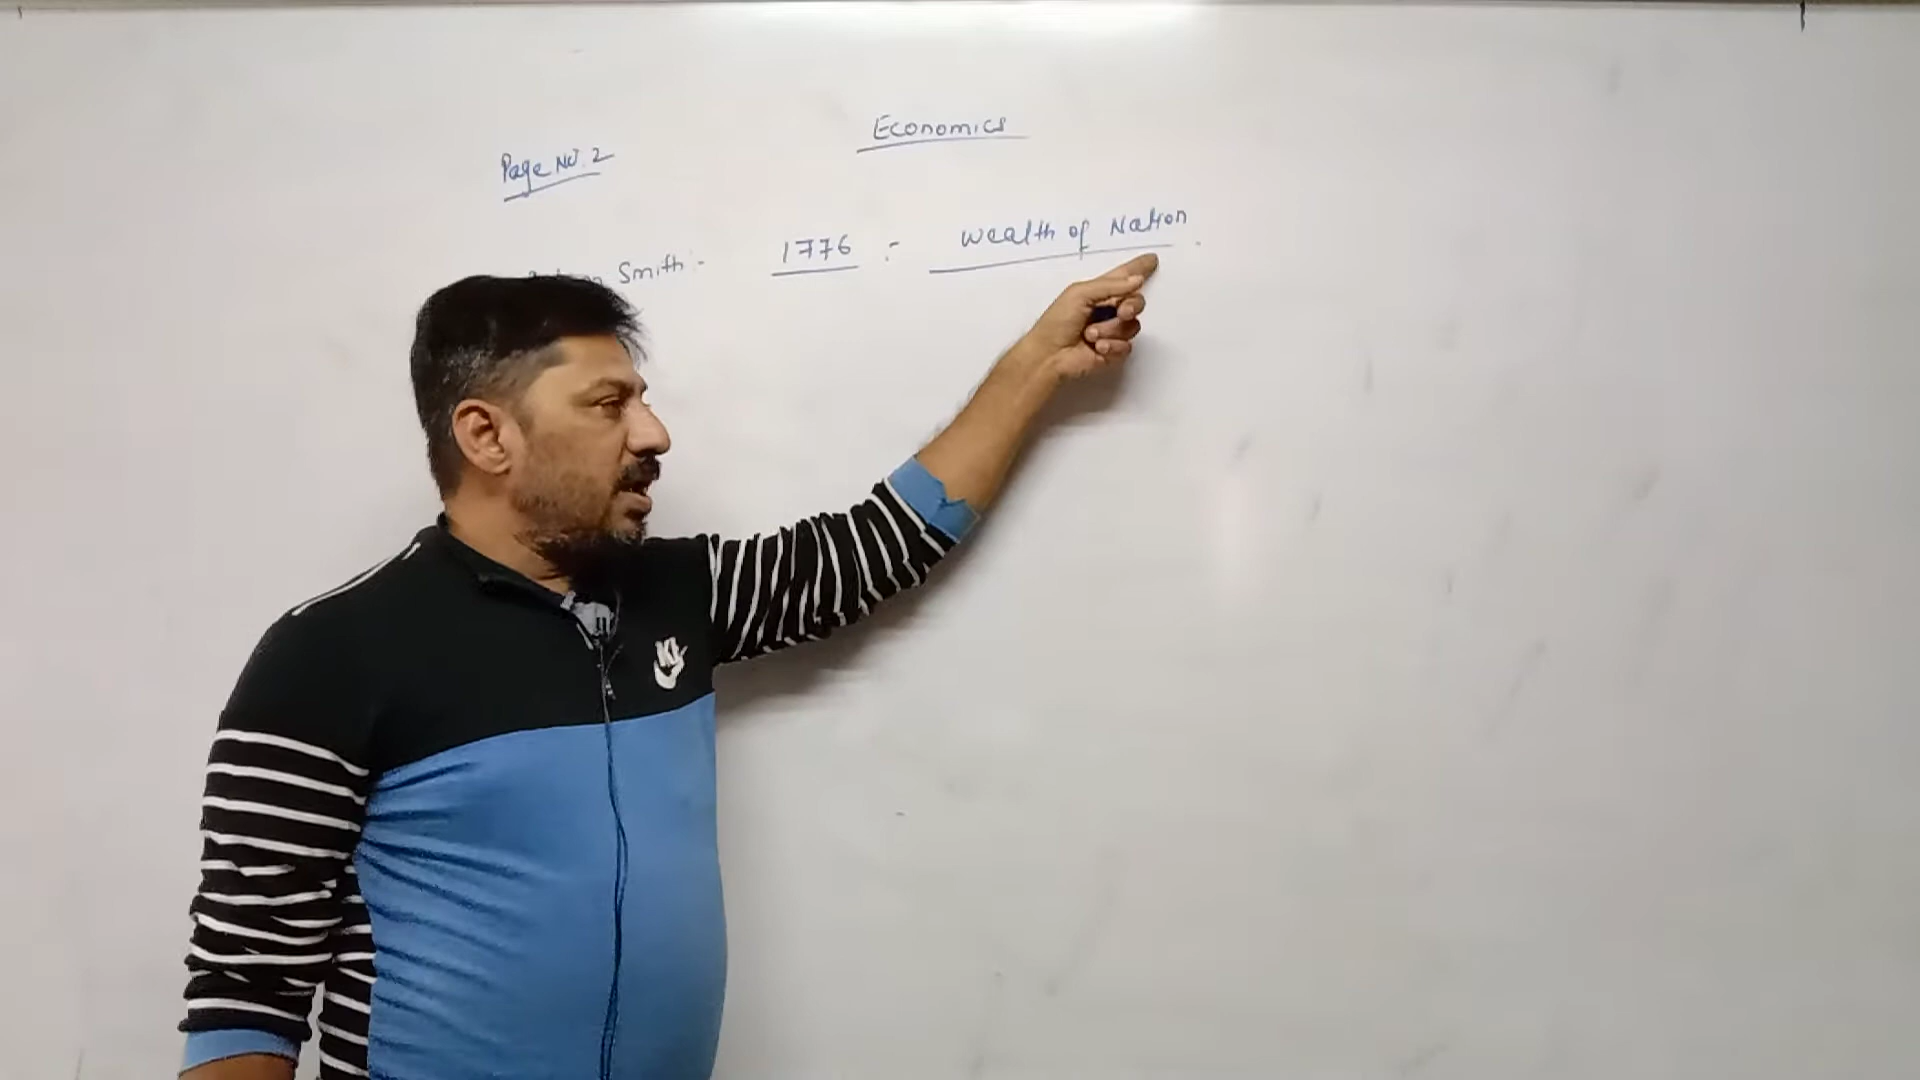 Economics
Page No. 2
Smith :- 1776 :- Wealth of Nation